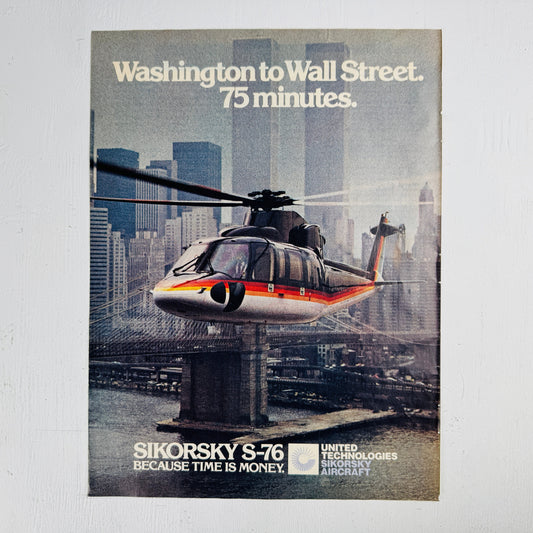 Washington to Wall Street.
75 minutes.
SIKORSKY S-76
BECAUSE TIME IS MONEY.
UNITED
TECHNOLOGIES
SIKORSKY
AIRCRAFT